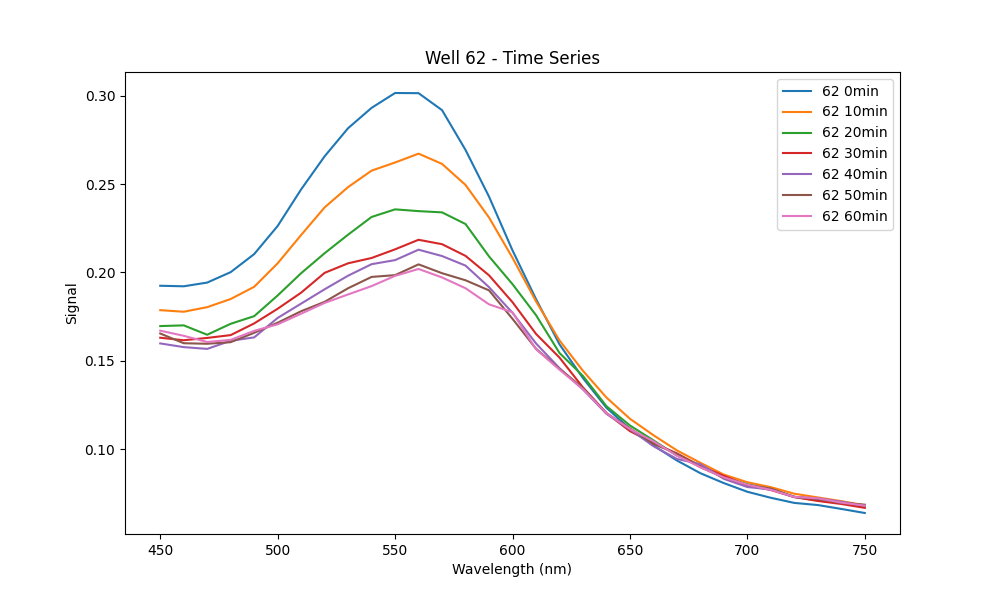 Well 62 - Time Series
Signal
0.30
0.25
0.20
0.15
0.10
62 0min
62 10min
62 20min
62 30min
62 40min
62 50min
62 60min
450
500
550
600
650
700
750
Wavelength (nm)